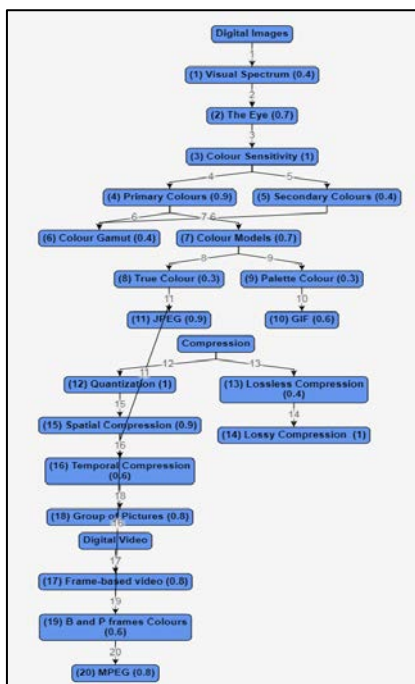 Digital Images
1
(1) Visual Spectrum (0.4)
2
(2) The Eye (0.7)
3
(3) Colour Sensitivity (1)
4
5
(4) Primary Colours (0.9)
(5) Secondary Colours (0.4)
6
7
6
(6) Colour Gamut (0.4)
(7) Colour Models (0.7)
8
9
(8) True Colour (0.3)
(9) Palette Colour (0.3)
11
10
(11) JPEG (0.9)
(10) GIF (0.6)
Compression
12
13
11
(12) Quantization (1)
(13) Lossless Compression
(0.4)
15
14
(15) Spatial Compression (0.9)
(14) Lossy Compression (1)
16
(16) Temporal Compression
(0.6)
18
(18) Group of Pictures (0.8)
16
Digital Video
17
(17) Frame-based video (0.8)
19
(19) B and P frames Colours
(0.6)
20
(20) MPEG (0.8)